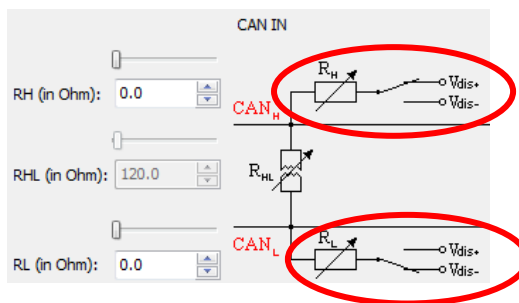 CAN IN
RH (in Ohm): 0.0
RH
Vdis+
Vdis-
CANH
RHL (in Ohm): 120.0
RHL
CANL
RL (in Ohm): 0.0
RL
Vdis+
Vdis-